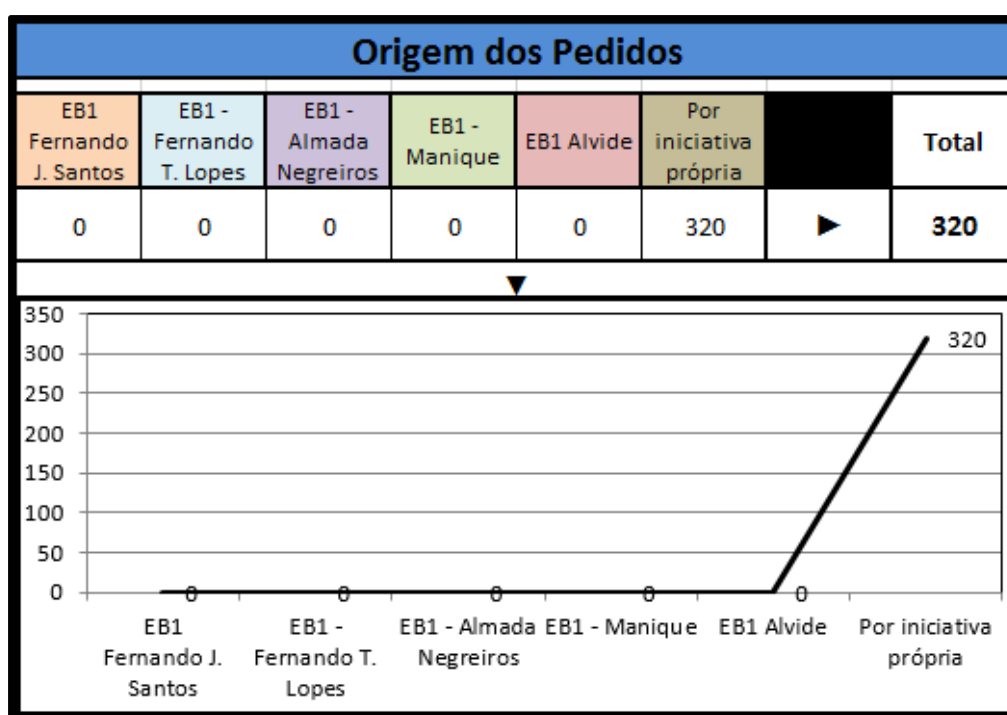 Origem dos Pedidos
EB1 Fernando J. Santos
EB1 - Fernando T. Lopes
EB1 - Almada Negreiros
EB1 - Manique
EB1 Alvide
Por iniciativa própria
Total
0 0 0 0 0 320 ► 320
▼
350
300
250
200
150
100
50
0
320
0 0 0 0 0
EB1 Fernando J. Santos
EB1 - Fernando T. Lopes
EB1 - Almada Negreiros
EB1 - Manique
EB1 Alvide
Por iniciativa própria